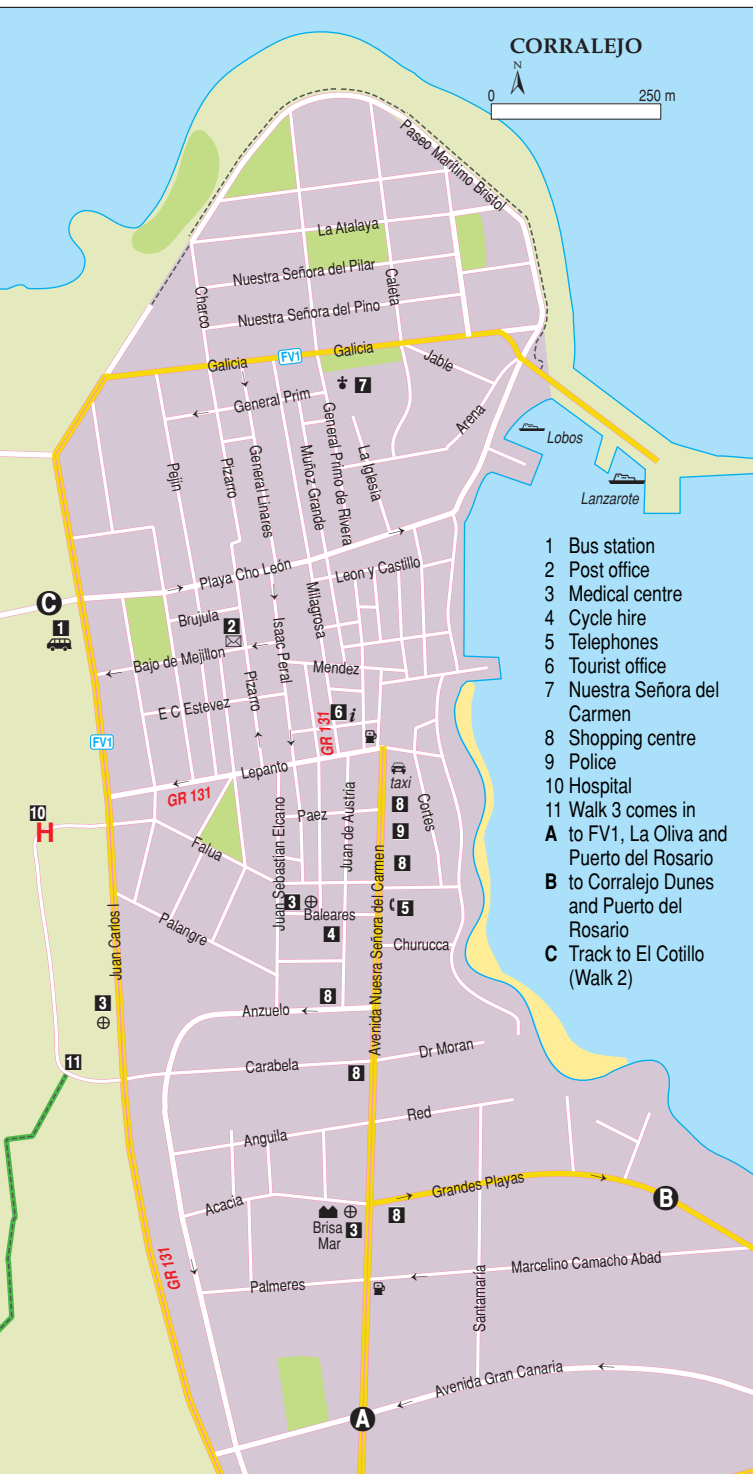 CORRALEJO
N
0 250 m
Paseo Marítimo Bristol
La Atalaya
Nuestra Señora del Pilar
Caleta
Charco
Nuestra Señora del Pino
Galicia
FV1
Galicia
Jable
7
General Prim
Arena
Lobos
Lanzarote
Pejin
Pizarro
General Linares
Muñoz Grande
General Primo de Rivera
La Iglesia
Playa Cho León
Leon y Castillo
C
1
Brujula
2
Milagrosa
Isaac Peral
Bajo de Mejillon
Mendez
Pizarro
E C Estevez
6 i
GR 131
FV1
Lepanto
GR 131
taxi
8
Cortes
10
H
Paez
Juan de Austria
9
Falua
Juan Sebastian Elcano
8
3
Baleares
5
Palangre
4
Churucca
Juan Carlos I
Avenida Nuesra Señora del Carmen
3
8
Anzuelo
Dr Moran
11
Carabela
8
Red
Anguila
Grandes Playas
B
Acacia
8
Brisa
Mar
3
GR 131
Marcelino Camacho Abad
Palmeres
Santamaría
Avenida Gran Canaria
A
1 Bus station
2 Post office
3 Medical centre
4 Cycle hire
5 Telephones
6 Tourist office
7 Nuestra Señora del
Carmen
8 Shopping centre
9 Police
10 Hospital
11 Walk 3 comes in
A to FV1, La Oliva and
Puerto del Rosario
B to Corralejo Dunes
and Puerto del
Rosario
C Track to El Cotillo
(Walk 2)